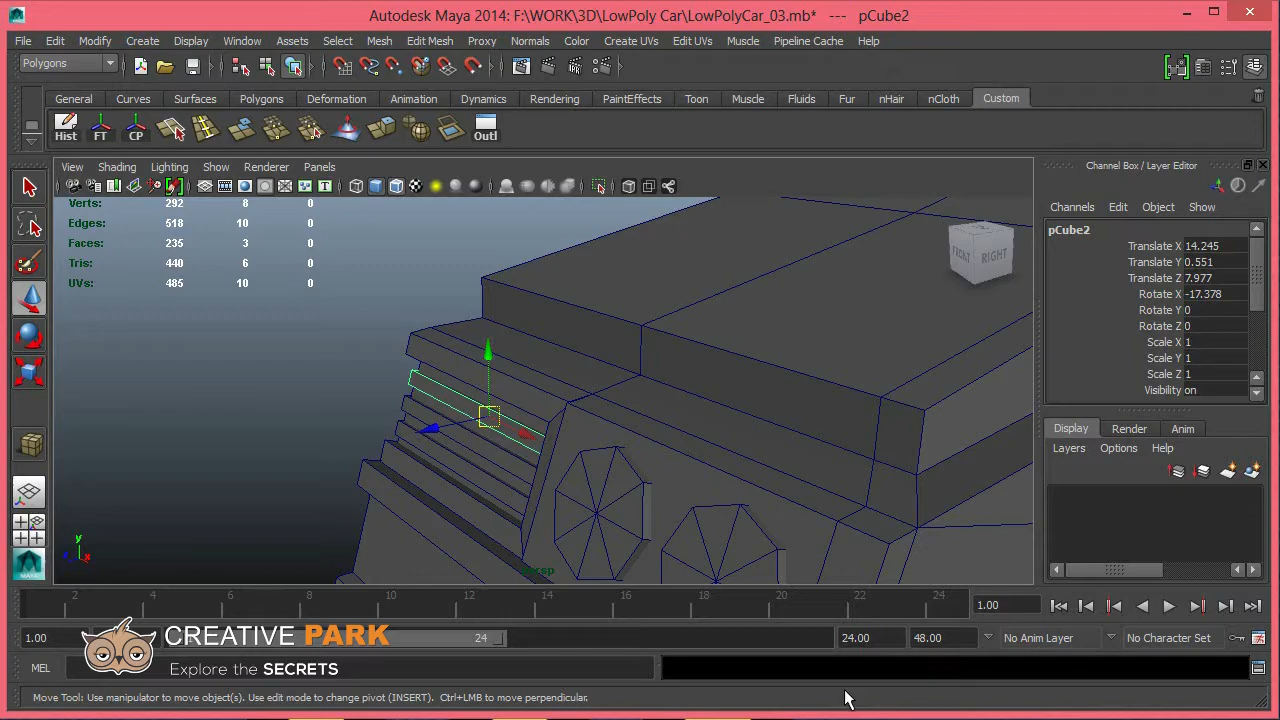 Autodesk Maya 2014: F:\WORK\3D\LowPoly Car\LowPolyCar_03.mb* --- pCube2
File Edit Modify Create Display Window Assets Select Mesh Edit Mesh Proxy Normals Color Create UVs Edit UVs Muscle Pipeline Cache Help
Polygons
General Curves Surfaces Polygons Deformation Animation Dynamics Rendering PaintEffects Toon Muscle Fluids Fur nHair nCloth Custom
Hist FT CP Outl
View Shading Lighting Show Renderer Panels
Channel Box / Layer Editor
Channels Edit Object Show
Verts: 292 8 0
Edges: 518 10 0
Faces: 235 3 0
Tris: 440 6 0
UVs: 485 10 0
FRONT RIGHT
pCube2
Translate X 14.245
Translate Y 0.551
Translate Z 7.977
Rotate X -17.378
Rotate Y 0
Rotate Z 0
Scale X 1
Scale Y 1
Scale Z 1
Visibility on
Display Render Anim
Layers Options Help
y
z x
persp
MAYA
2 4 6 8 10 12 14 16 18 20 22 24
1.00
1.00 24 24.00 48.00 No Anim Layer No Character Set
CREATIVE PARK
Explore the SECRETS
MEL
Move Tool: Use manipulator to move object(s). Use edit mode to change pivot (INSERT). Ctrl+LMB to move perpendicular.